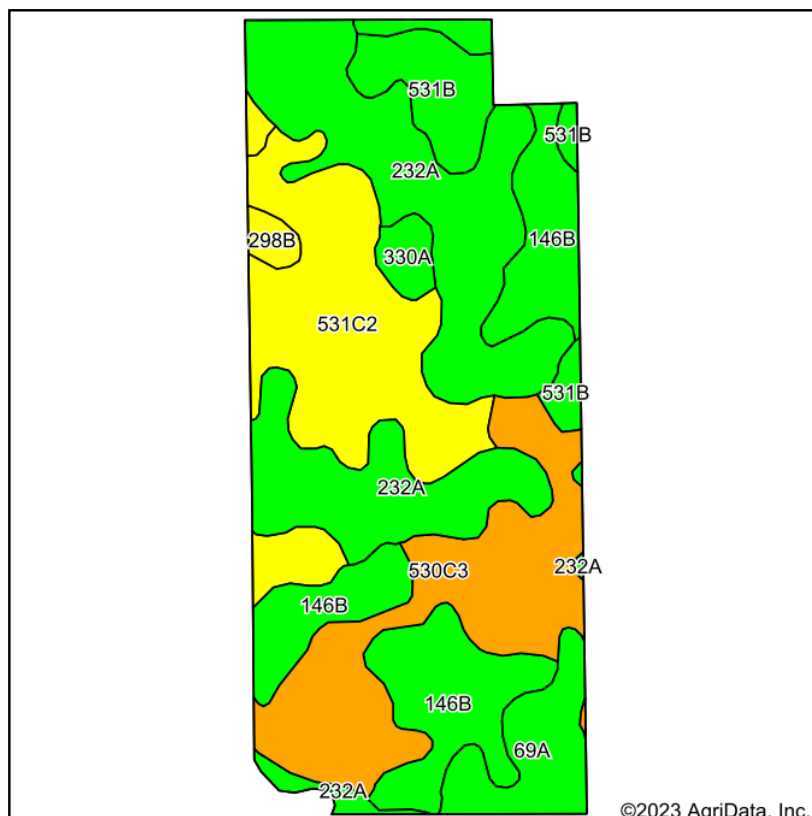 531B
531B
232A
298B
146B
330A
531C2
531B
232A
530C3
232A
146B
146B
69A
232A
©2023 AgriData, Inc.